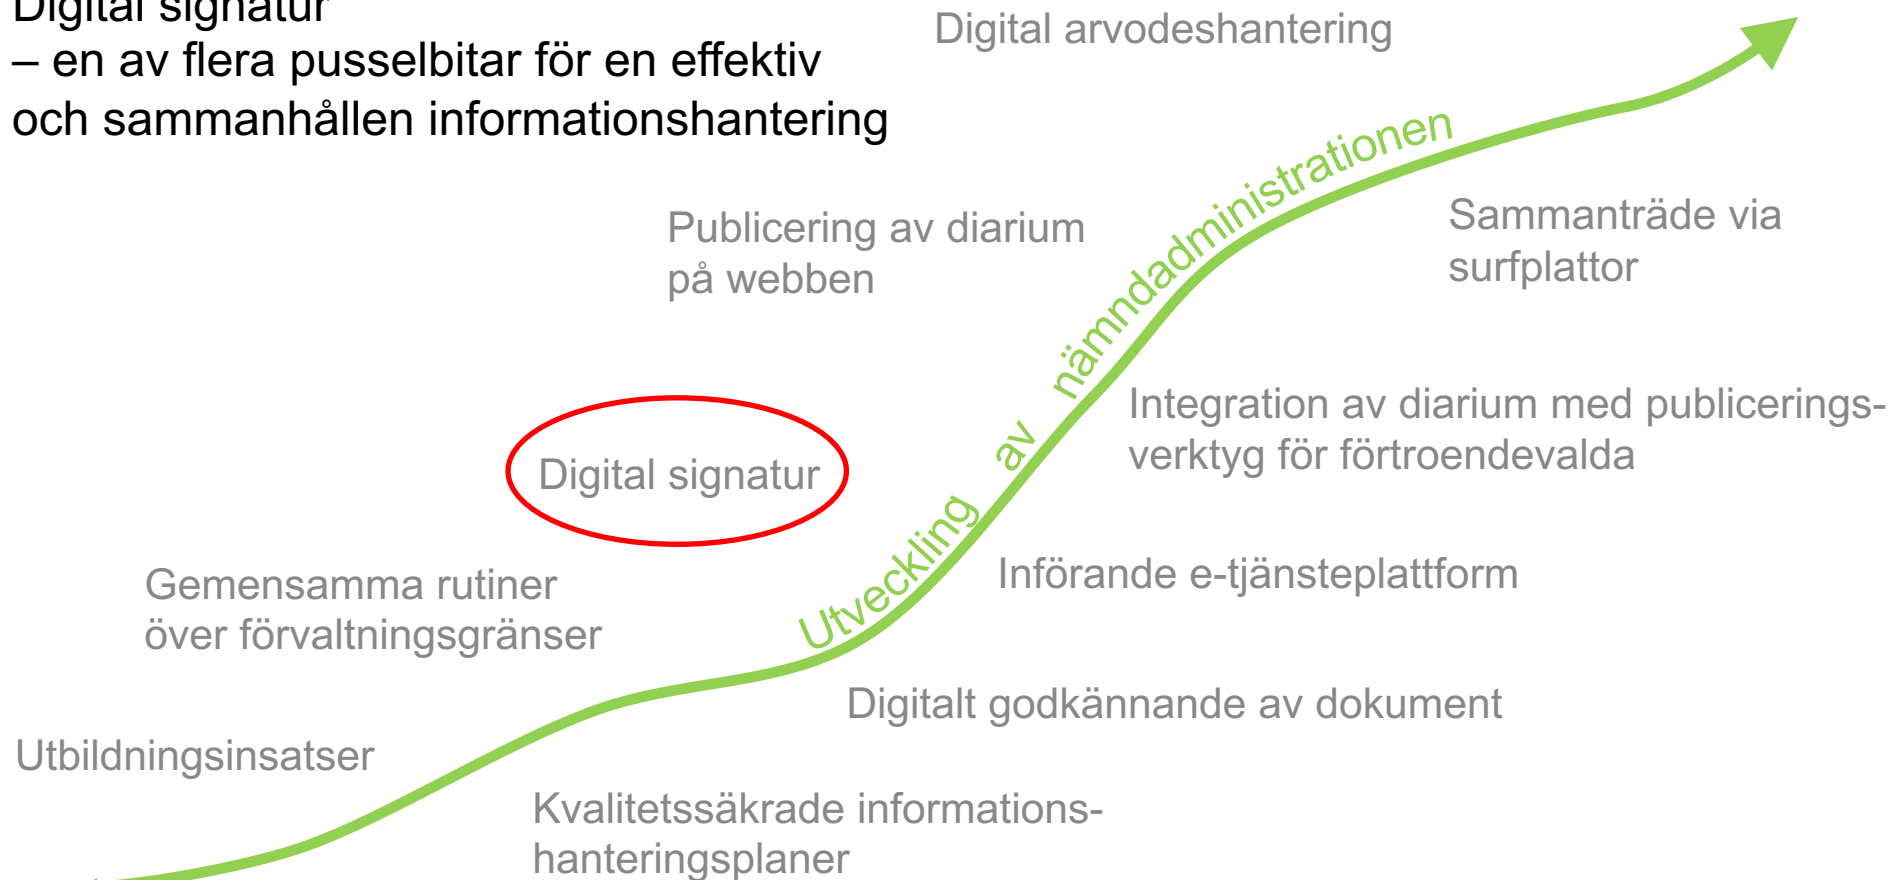 Digital signatur
– en av flera pusselbitar för en effektiv
och sammanhållen informationshantering
Digital arvodeshantering
Publicering av diarium
på webben
Sammanträde via
surfplattor
Utveckling av nämndadministrationen
Integration av diarium med publicerings-
verktyg för förtroendevalda
Digital signatur
Införande e-tjänsteplattform
Gemensamma rutiner
över förvaltningsgränser
Digitalt godkännande av dokument
Utbildningsinsatser
Kvalitetssäkrade informations-
hanteringsplaner